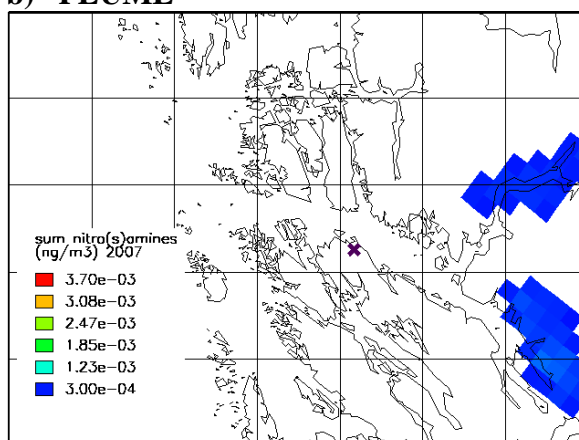 b) PLUME
sum nitro(s)amines
(ng/m3) 2007
3.70e-03
3.08e-03
2.47e-03
1.85e-03
1.23e-03
3.00e-04